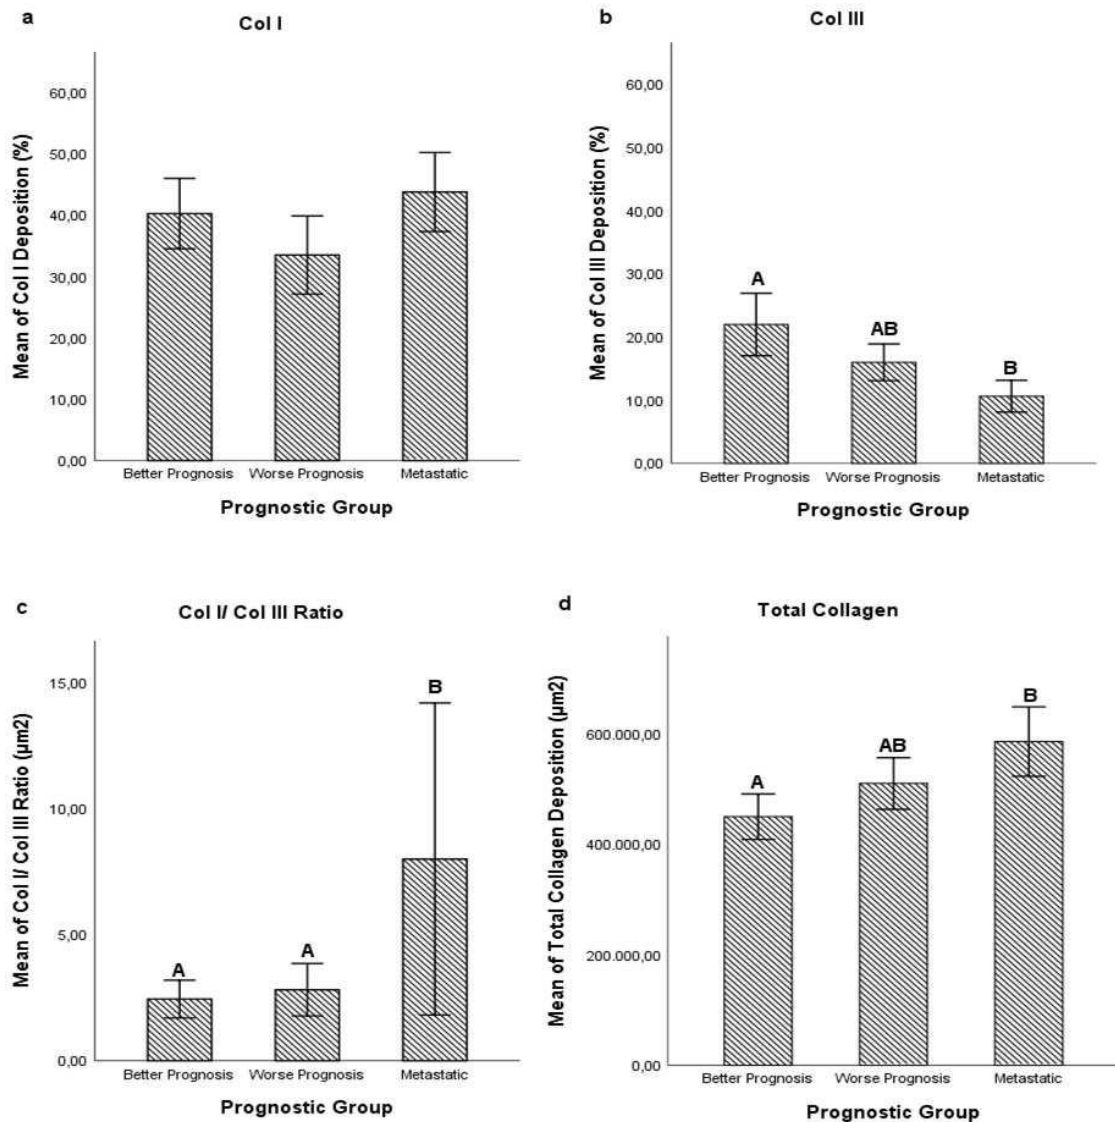 a
Col I
Mean of Col I Deposition (%)
60,00
50,00
40,00
30,00
20,00
10,00
0,00
Better Prognosis Worse Prognosis Metastatic
Prognostic Group
b
Col III
Mean of Col III Deposition (%)
60,00
50,00
40,00
30,00
20,00
10,00
0,00
A
AB
B
Better Prognosis Worse Prognosis Metastatic
Prognostic Group
c
Col I/ Col III Ratio
Mean of Col I/ Col III Ratio (µm2)
15,00
10,00
5,00
0,00
A
A
B
Better Prognosis Worse Prognosis Metastatic
Prognostic Group
d
Total Collagen
Mean of Total Collagen Deposition (µm2)
600.000,00
400.000,00
200.000,00
0,00
A
AB
B
Better Prognosis Worse Prognosis Metastatic
Prognostic Group